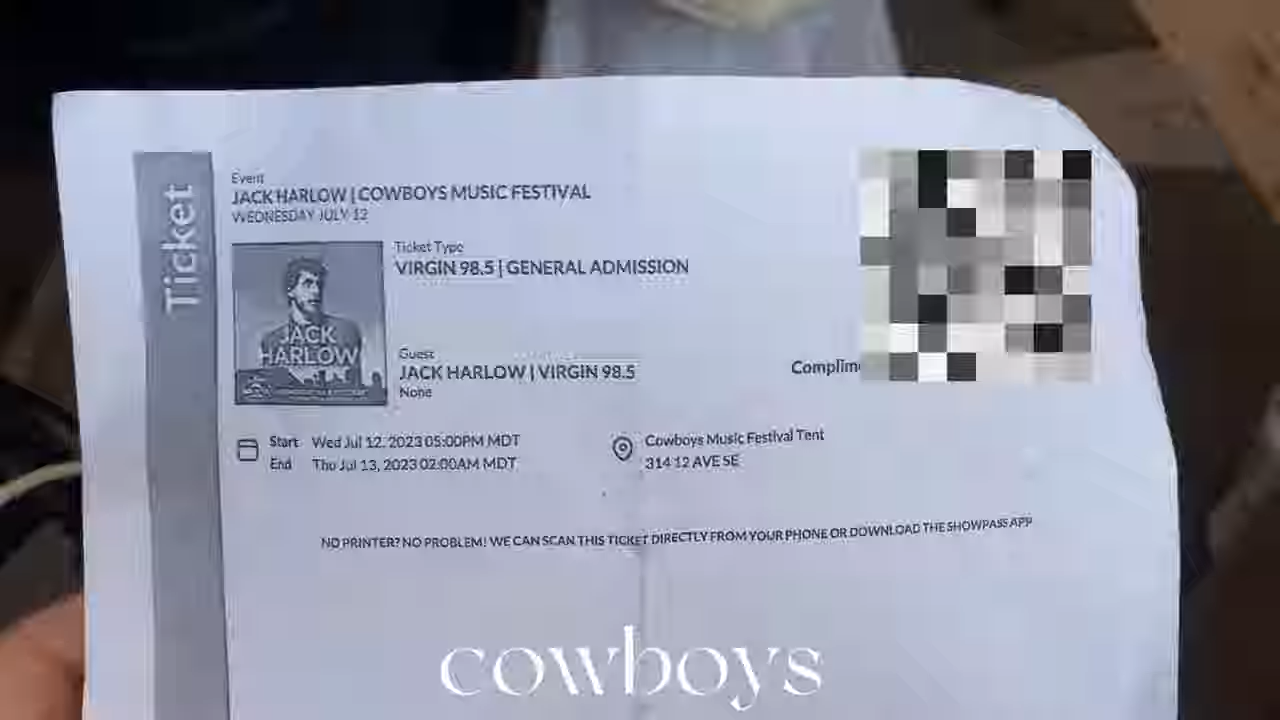 Ticket
Event
JACK HARLOW | COWBOYS MUSIC FESTIVAL
WEDNESDAY JULY 12
Ticket Type
VIRGIN 98.5 | GENERAL ADMISSION
JACK
HARLOW
Guest
JACK HARLOW | VIRGIN 98.5
None
Complim
Start Wed Jul 12, 2023 05:00PM MDT
End Thu Jul 13, 2023 02:00AM MDT
Cowboys Music Festival Tent
314 12 AVE SE
NO PRINTER? NO PROBLEM! WE CAN SCAN THIS TICKET DIRECTLY FROM YOUR PHONE OR DOWNLOAD THE SHOWPASS APP
cowboys